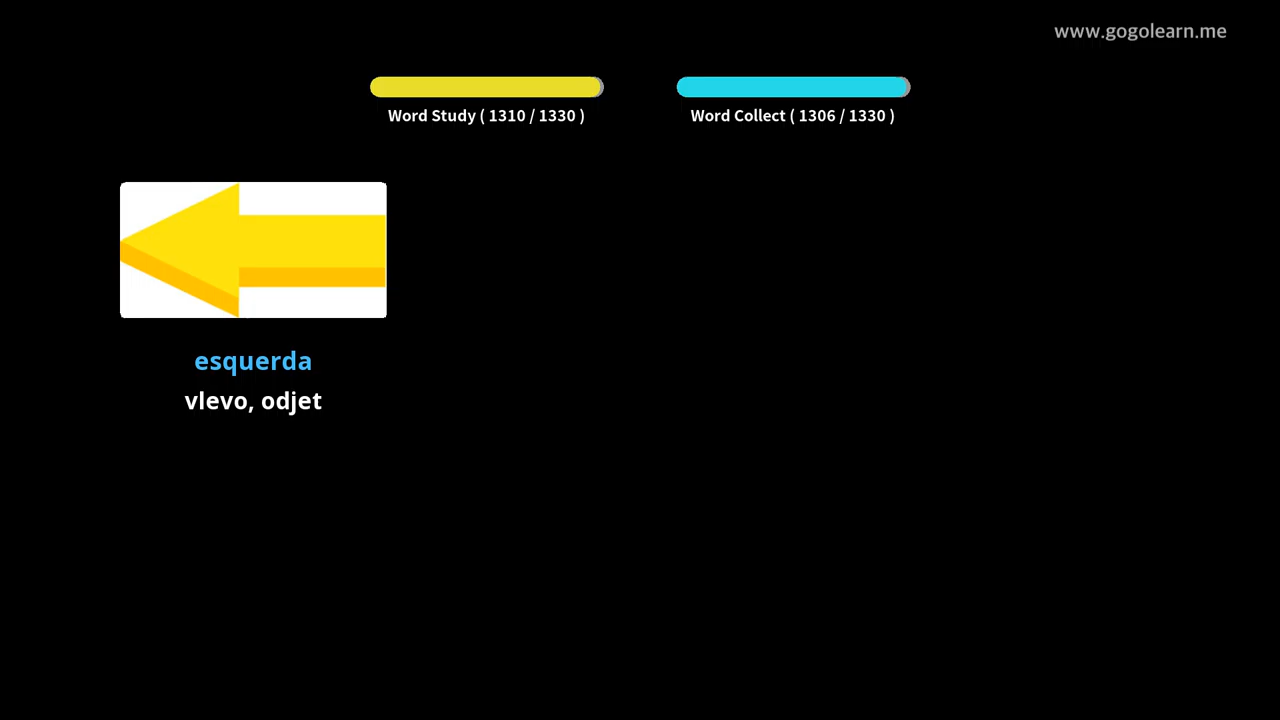 www.gogolearn.me
Word Study ( 1310 / 1330 )
Word Collect ( 1306 / 1330 )
esquerda
vlevo, odjet